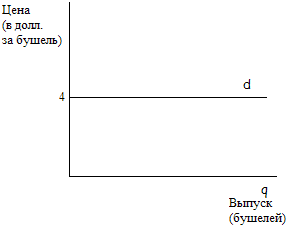 Цена
(в долл.
за бушель)
d
4
q
Выпуск
(бушелей)